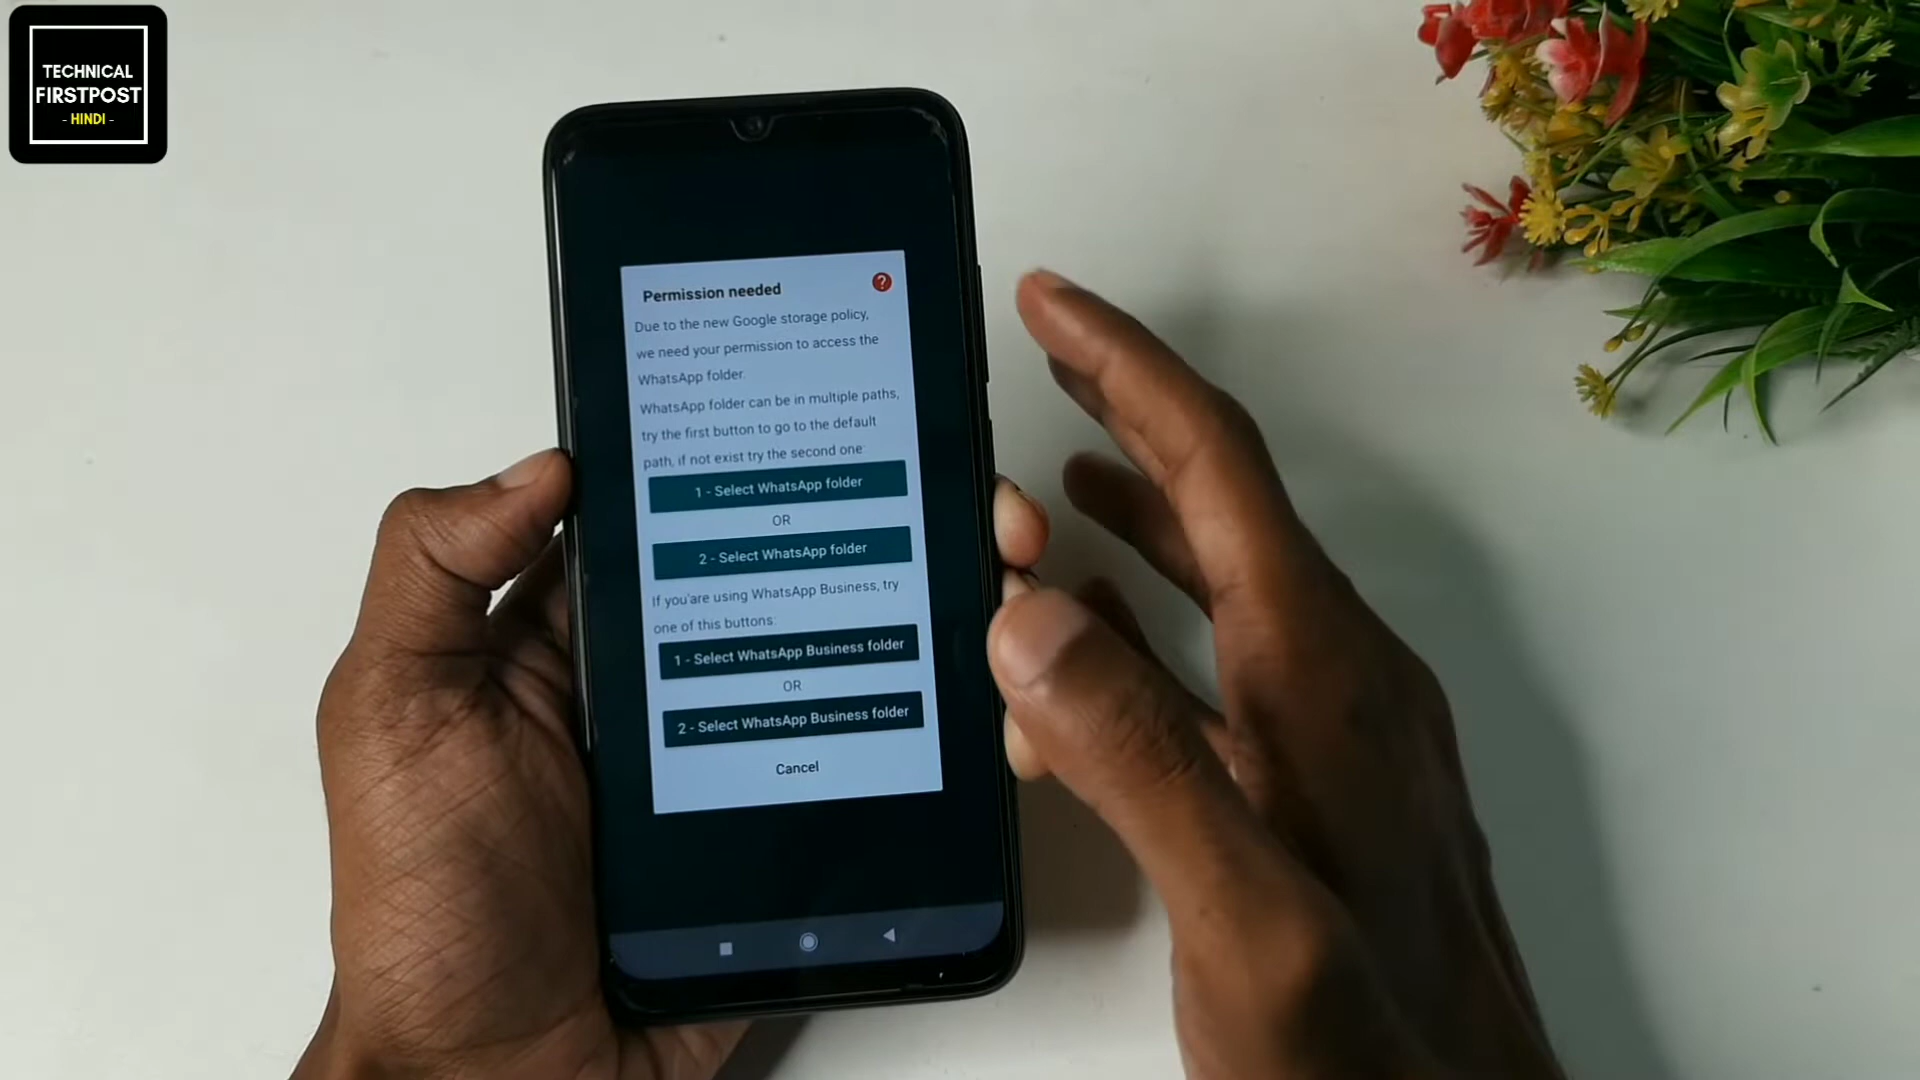 TECHNICAL
FIRSTPOST
- HINDI -
Permission needed
?
Due to the new Google storage policy,
we need your permission to access the
WhatsApp folder.
WhatsApp folder can be in multiple paths,
try the first button to go to the default
path, if not exist try the second one:
1 - Select WhatsApp folder
OR
2 - Select WhatsApp folder
If you'are using WhatsApp Business, try
one of this buttons:
1 - Select WhatsApp Business folder
OR
2 - Select WhatsApp Business folder
Cancel